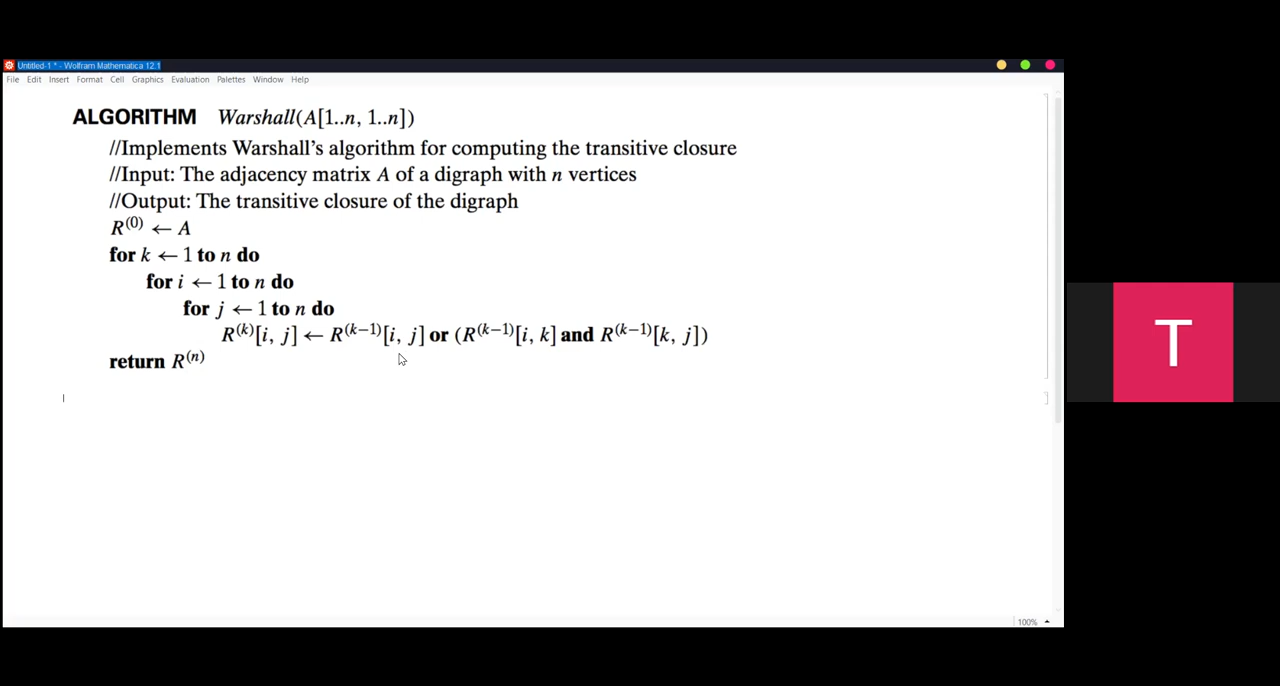 Untitled-1 * - Wolfram Mathematica 12.1
File Edit Insert Format Cell Graphics Evaluation Palettes Window Help
ALGORITHM Warshall(A[1..n, 1..n])
//Implements Warshall’s algorithm for computing the transitive closure
//Input: The adjacency matrix A of a digraph with n vertices
//Output: The transitive closure of the digraph
R⁽⁰⁾ ← A
for k ← 1 to n do
for i ← 1 to n do
for j ← 1 to n do
R⁽ᵏ⁾[i, j] ← R⁽ᵏ⁻¹⁾[i, j] or (R⁽ᵏ⁻¹⁾[i, k] and R⁽ᵏ⁻¹⁾[k, j])
return R⁽ⁿ⁾
T
100%